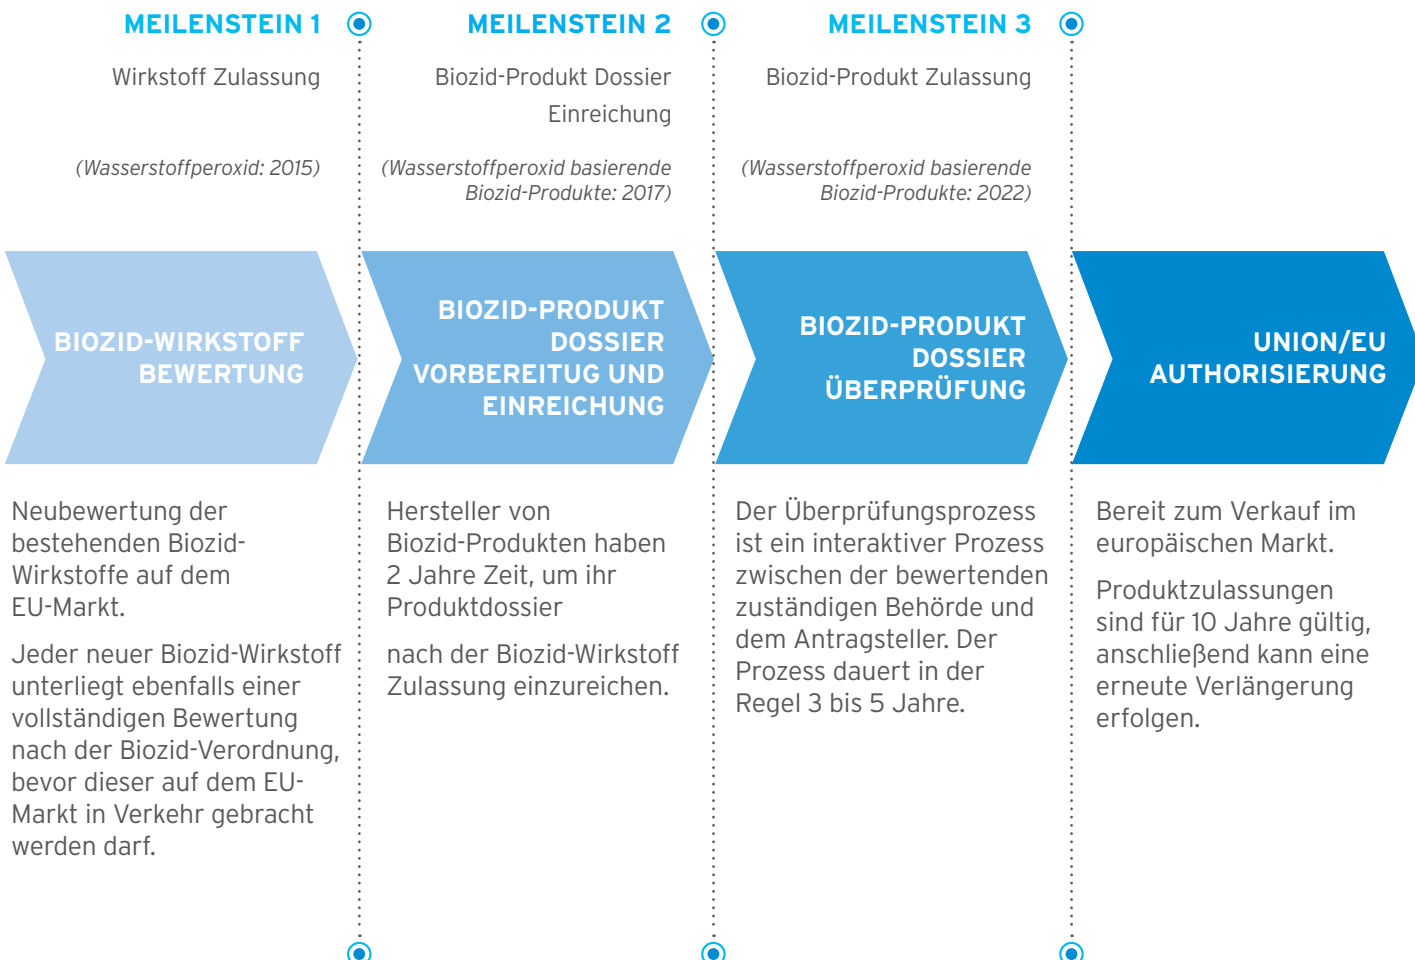 MEILENSTEIN 1
Wirkstoff Zulassung
(Wasserstoffperoxid: 2015)
MEILENSTEIN 2
Biozid-Produkt Dossier
Einreichung
(Wasserstoffperoxid basierende
Biozid-Produkte: 2017)
MEILENSTEIN 3
Biozid-Produkt Zulassung
(Wasserstoffperoxid basierende
Biozid-Produkte: 2022)
BIOZID-WIRKSTOFF
BEWERTUNG
BIOZID-PRODUKT
DOSSIER
VORBEREITUG UND
EINREICHUNG
BIOZID-PRODUKT
DOSSIER
ÜBERPRÜFUNG
UNION/EU
AUTHORISIERUNG
Neubewertung der
bestehenden Biozid-
Wirkstoffe auf dem
EU-Markt.
Jeder neuer Biozid-Wirkstoff
unterliegt ebenfalls einer
vollständigen Bewertung
nach der Biozid-Verordnung,
bevor dieser auf dem EU-
Markt in Verkehr gebracht
werden darf.
Hersteller von
Biozid-Produkten haben
2 Jahre Zeit, um ihr
Produktdossier
nach der Biozid-Wirkstoff
Zulassung einzureichen.
Der Überprüfungsprozess
ist ein interaktiver Prozess
zwischen der bewertenden
zuständigen Behörde und
dem Antragsteller. Der
Prozess dauert in der
Regel 3 bis 5 Jahre.
Bereit zum Verkauf im
europäischen Markt.
Produktzulassungen
sind für 10 Jahre gültig,
anschließend kann eine
erneute Verlängerung
erfolgen.